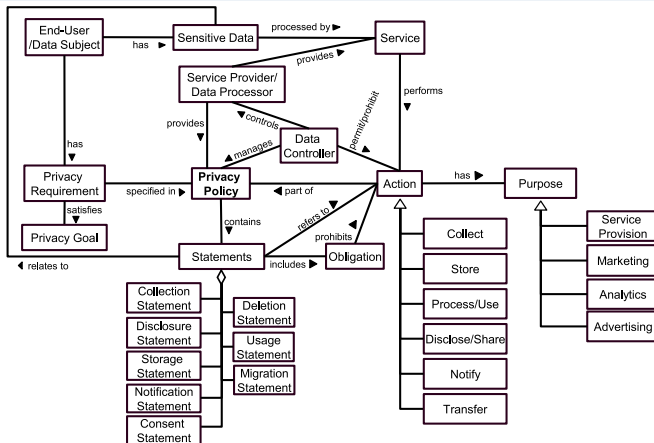 End-User
/Data Subject
has
Sensitive Data
processed by
Service
provides
Service Provider/
Data Processor
performs
provides
controls
permit/prohibit
Data
Controller
manages
has
Privacy
Requirement
specified in
Privacy
Policy
part of
Action
has
Purpose
satisfies
Privacy Goal
contains
refers to
prohibits
relates to
Statements
includes
Obligation
Collect
Store
Process/Use
Disclose/Share
Notify
Transfer
Service
Provision
Marketing
Analytics
Advertising
Collection
Statement
Deletion
Statement
Disclosure
Statement
Usage
Statement
Storage
Statement
Migration
Statement
Notification
Statement
Consent
Statement